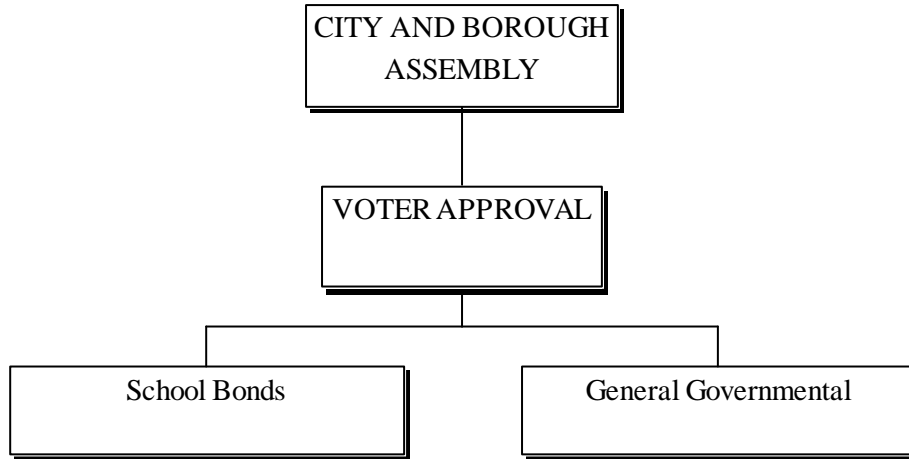 CITY AND BOROUGH
ASSEMBLY
VOTER APPROVAL
School Bonds
General Governmental